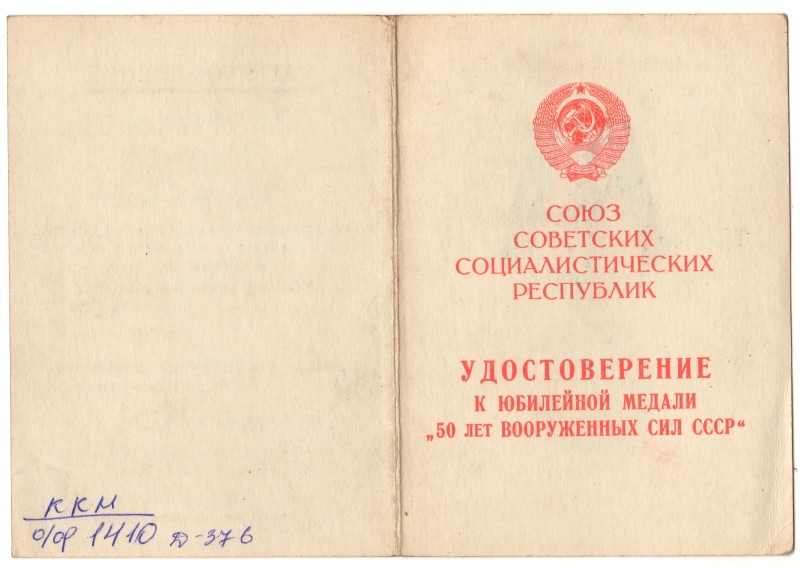 ККМ
о/ф 1410 Д-376
СОЮЗ
СОВЕТСКИХ
СОЦИАЛИСТИЧЕСКИХ
РЕСПУБЛИК
УДОСТОВЕРЕНИЕ
К ЮБИЛЕЙНОЙ МЕДАЛИ
„50 ЛЕТ ВООРУЖЕННЫХ СИЛ СССР“